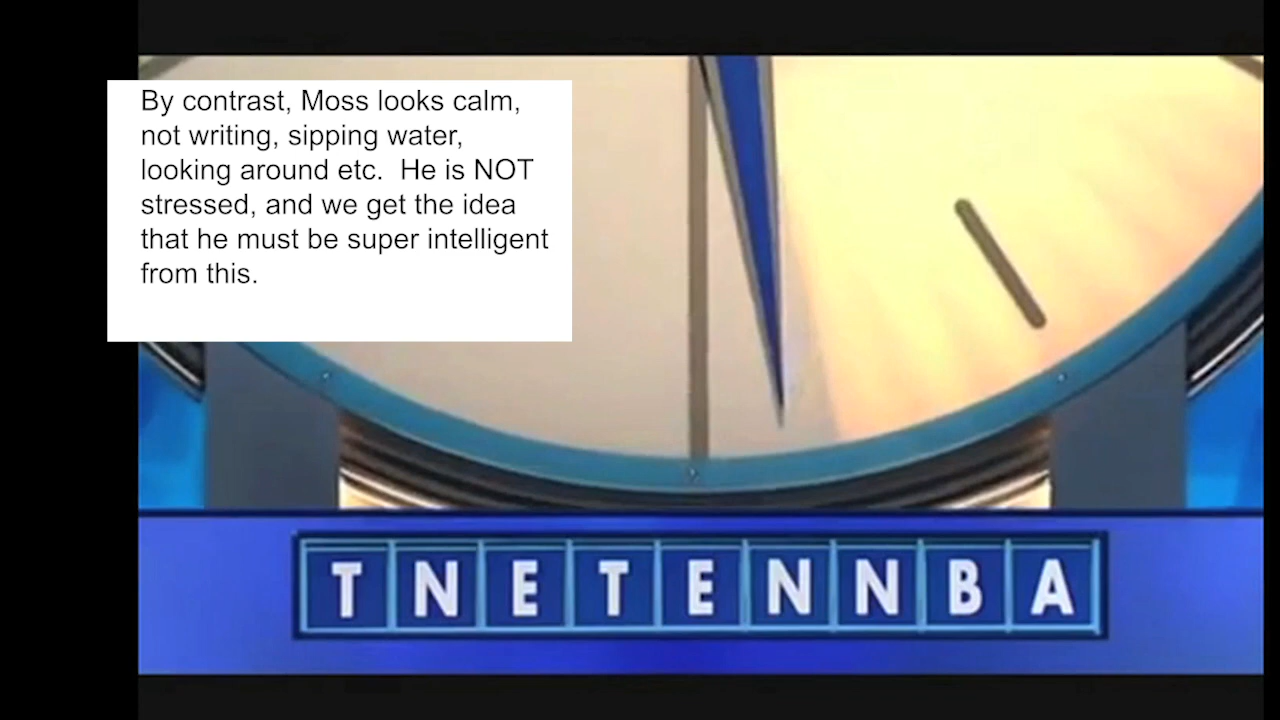 By contrast, Moss looks calm,
not writing, sipping water,
looking around etc.  He is NOT
stressed, and we get the idea
that he must be super intelligent
from this.
TNETENNBA